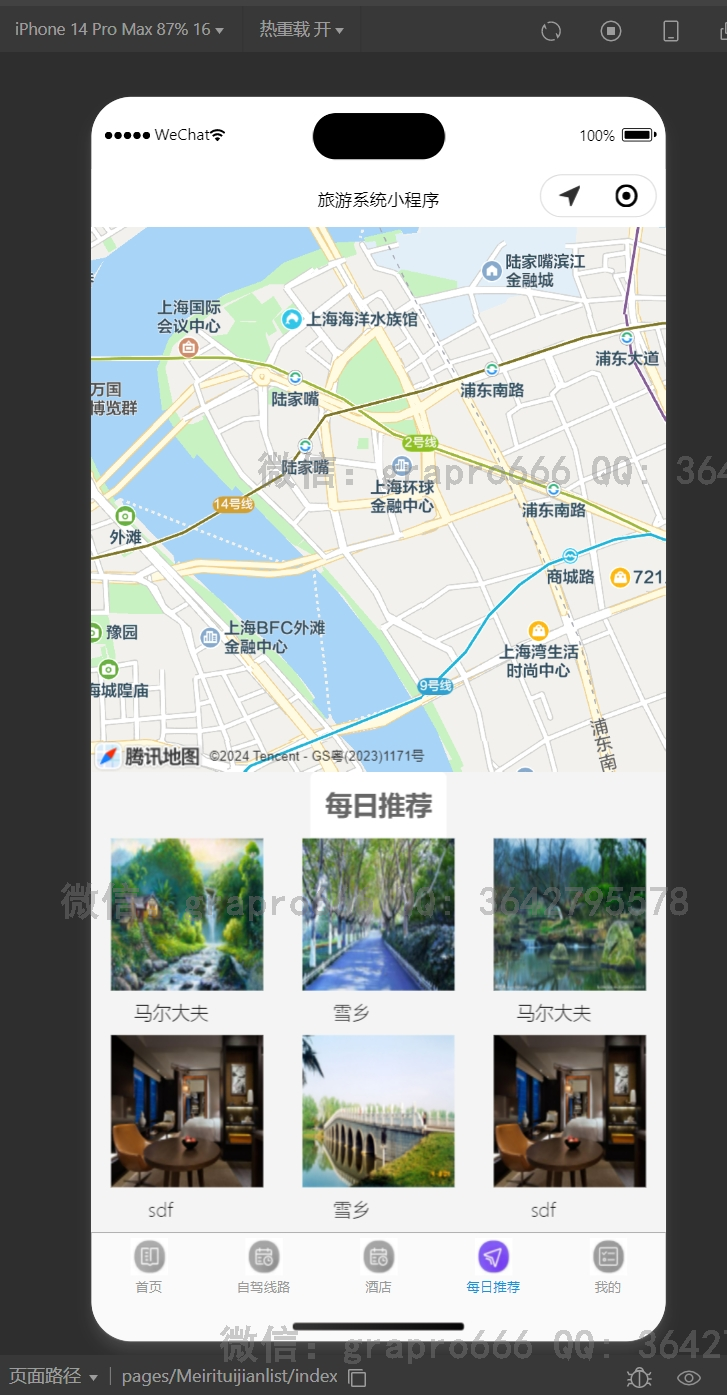 iPhone 14 Pro Max 87% 16
热重载 开
WeChat
100%
旅游系统小程序
陆家嘴滨江
金融城
上海国际
会议中心
上海海洋水族馆
浦东大道
万国
博览群
陆家嘴
浦东南路
2号线
陆家嘴
微信: grapro666 QQ: 364
上海环球
金融中心
14号线
浦东南路
外滩
商城路
721
豫园
上海BFC外滩
金融中心
上海湾生活
时尚中心
海城隍庙
9号线
浦东南
腾讯地图
©2024 Tencent - GS粤(2023)1171号
每日推荐
微信: grapro QQ: 3643795578
马尔大夫
雪乡
马尔大夫
sdf
雪乡
sdf
首页
自驾线路
酒店
每日推荐
我的
微信: grapro666 QQ: 3643
页面路径
pages/Meirituijianlist/index